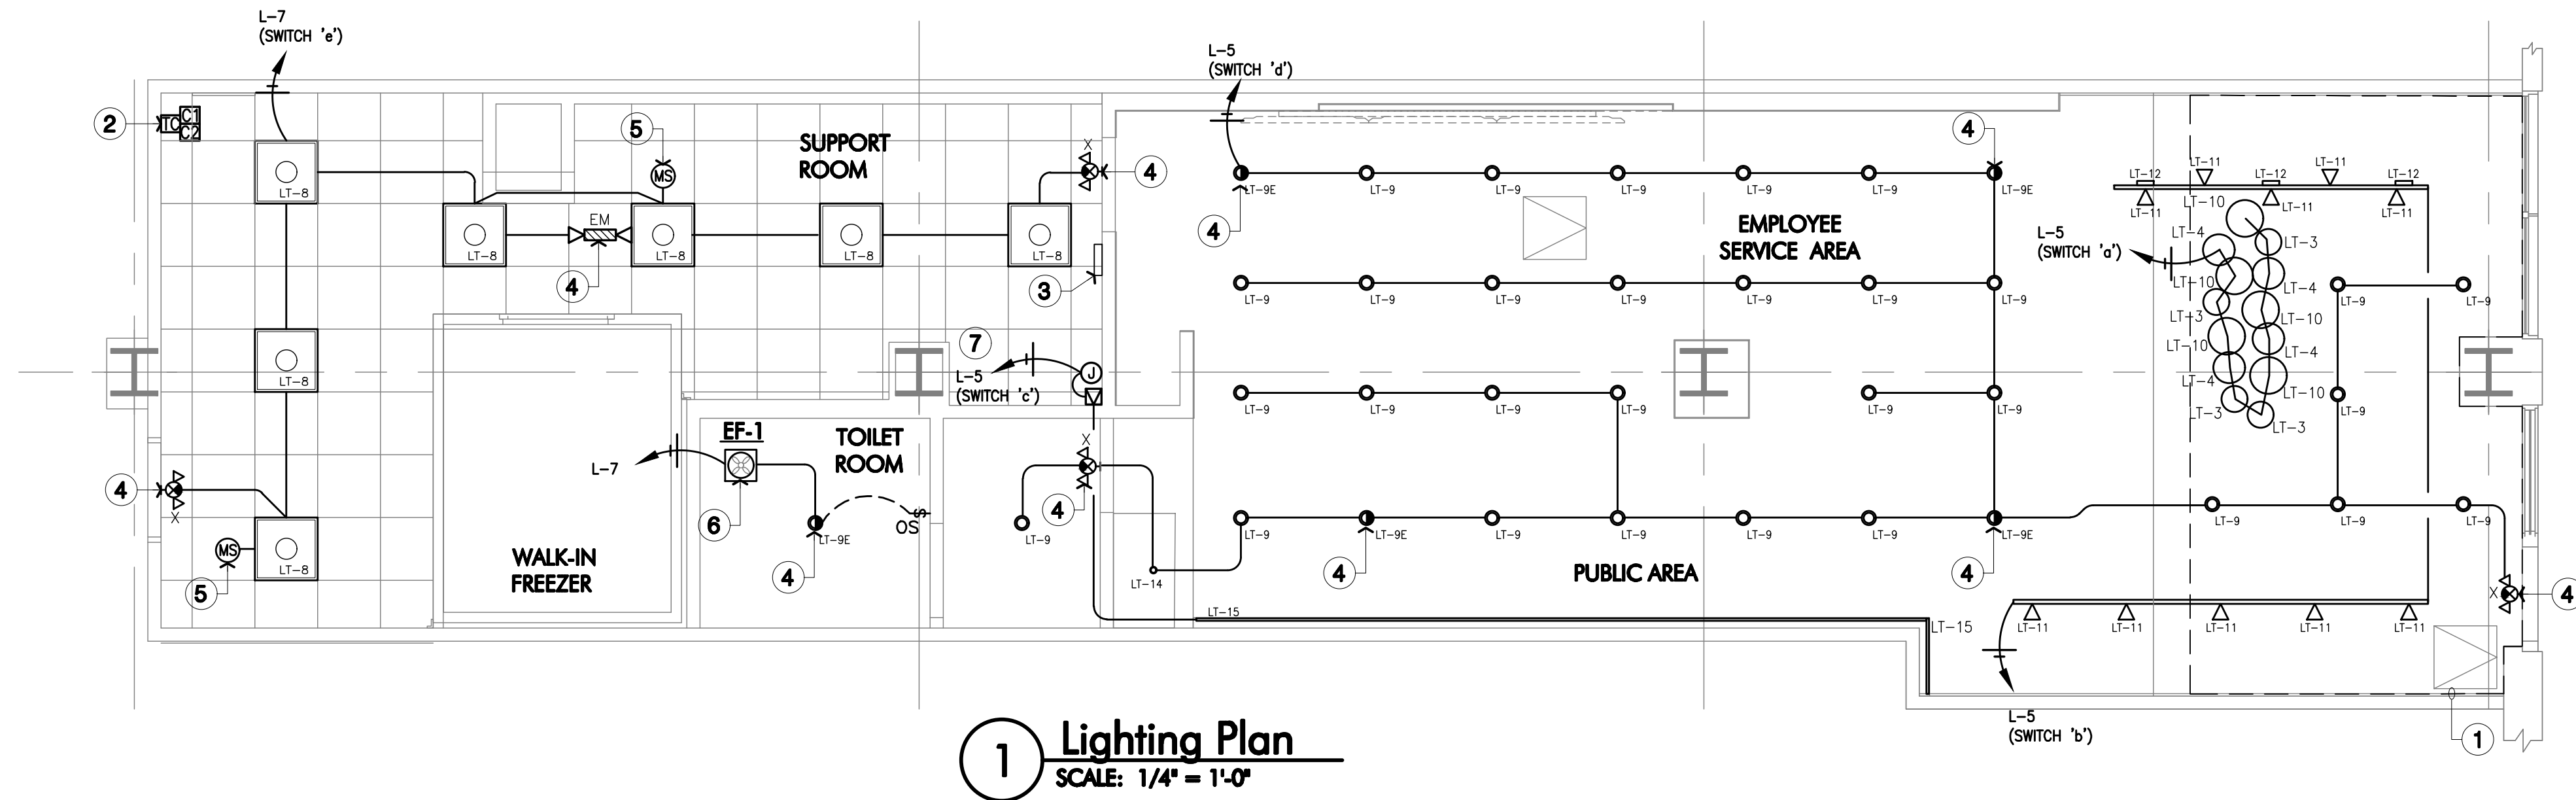 L-7
(SWITCH 'e')
L-5
(SWITCH 'd')
2
TC
C1
C2
5
MS
SUPPORT
ROOM
X
4
4
4
LT-8
LT-9E
LT-9
LT-9
LT-9
LT-9
LT-9
LT-9E
LT-12
LT-11
LT-12
LT-11
LT-12
LT-11
LT-10
LT-11
LT-11
EM
LT-8
LT-8
LT-8
LT-8
4
3
EMPLOYEE
SERVICE AREA
L-5
(SWITCH 'a')
LT-4
LT-3
LT-10
LT-4
LT-3
LT-10
LT-10
LT-4
LT-4
LT-10
LT-3
LT-3
LT-9
LT-9
LT-9
LT-9
LT-9
LT-9
LT-9
LT-9
LT-9
7
L-5
(SWITCH 'c')
J
LT-8
LT-9
LT-9
LT-9
LT-9
LT-9
LT-9
LT-9
EF-1
TOILET
ROOM
X
L-7
4
X
6
OS
S
4
LT-9E
4
LT-9
LT-9
LT-9E
LT-9
LT-9
LT-9
LT-9
LT-9E
LT-9
LT-9
LT-9
MS
5
LT-8
WALK-IN
FREEZER
LT-14
4
4
PUBLIC AREA
X
4
LT-15
LT-15
LT-11
LT-11
LT-11
LT-11
LT-11
L-5
(SWITCH 'b')
1
1
Lighting Plan
SCALE: 1/4" = 1'-0"